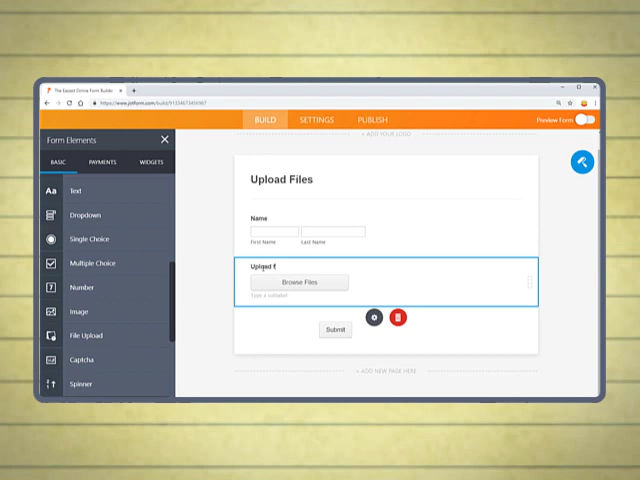 The Easiest Online Form Builder
https://www.jotform.com/build/
BUILD SETTINGS PUBLISH
Preview Form
Form Elements
+ ADD YOUR LOGO
BASIC PAYMENTS WIDGETS
Aa Text
Dropdown
Single Choice
Multiple Choice
7 Number
Image
File Upload
Captcha
Spinner
Upload Files
Name
First Name Last Name
Upload f
Browse Files
Type a sublabel
Submit
+ ADD NEW PAGE HERE